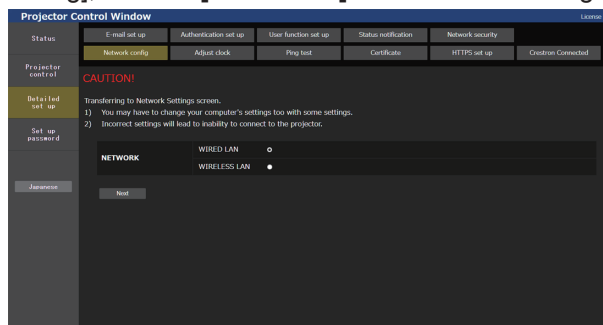 Projector Control Window
License
Status
Projector
control
Detailed
set up
Set up
password
Japanese
E-mail set up
Authentication set up
User function set up
Status notification
Network security
Network config
Adjust clock
Ping test
Certificate
HTTPS set up
Crestron Connected
CAUTION!
Transferring to Network Settings screen.
1) You may have to change your computer's settings too with some settings.
2) Incorrect settings will lead to inability to connect to the projector.
NETWORK
WIRED LAN
WIRELESS LAN
Next